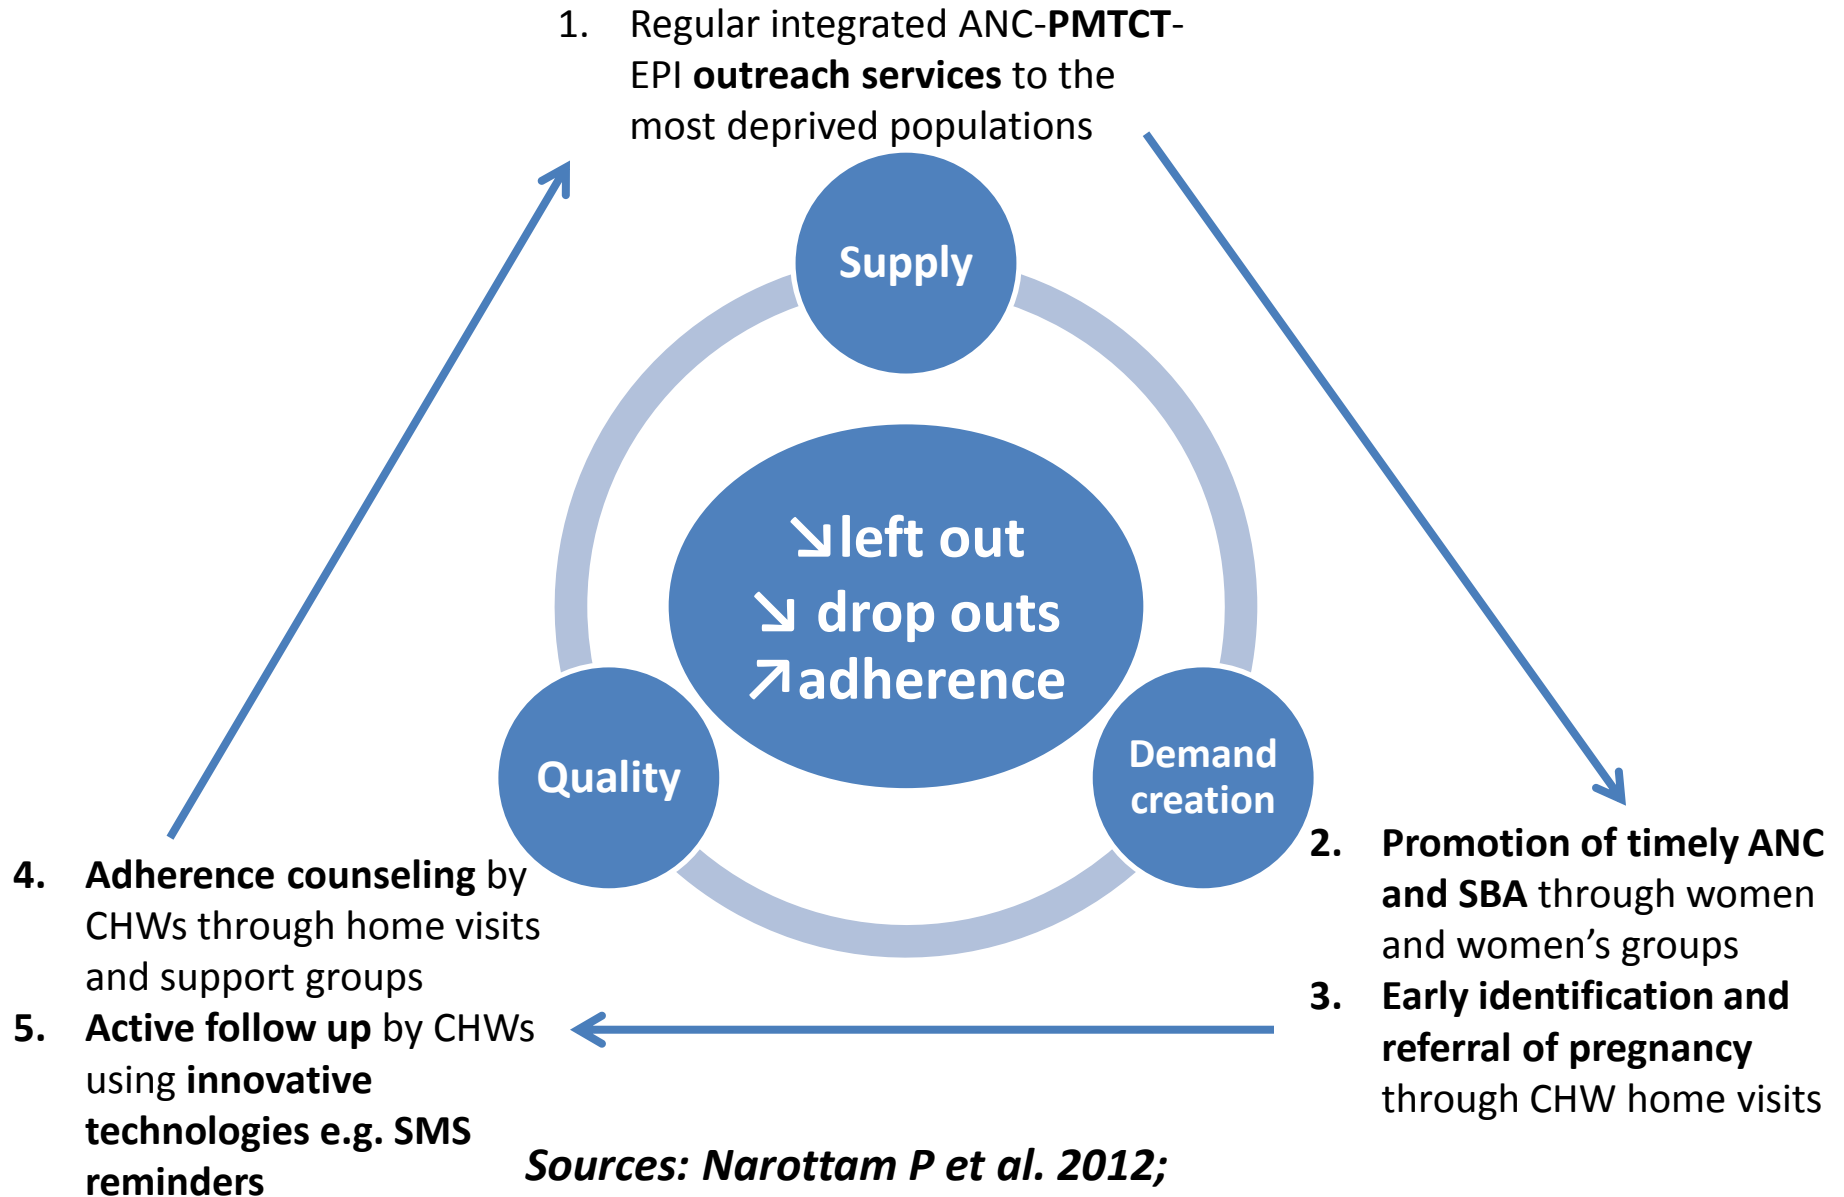 1. Regular integrated ANC-PMTCT-
EPI outreach services to the
most deprived populations
Supply
↘left out
↘ drop outs
↗adherence
Quality
Demand
creation
2. Promotion of timely ANC
and SBA through women
and women’s groups
3. Early identification and
referral of pregnancy
through CHW home visits
4. Adherence counseling by
CHWs through home visits
and support groups
5. Active follow up by CHWs
using innovative
technologies e.g. SMS
reminders
Sources: Narottam P et al. 2012;